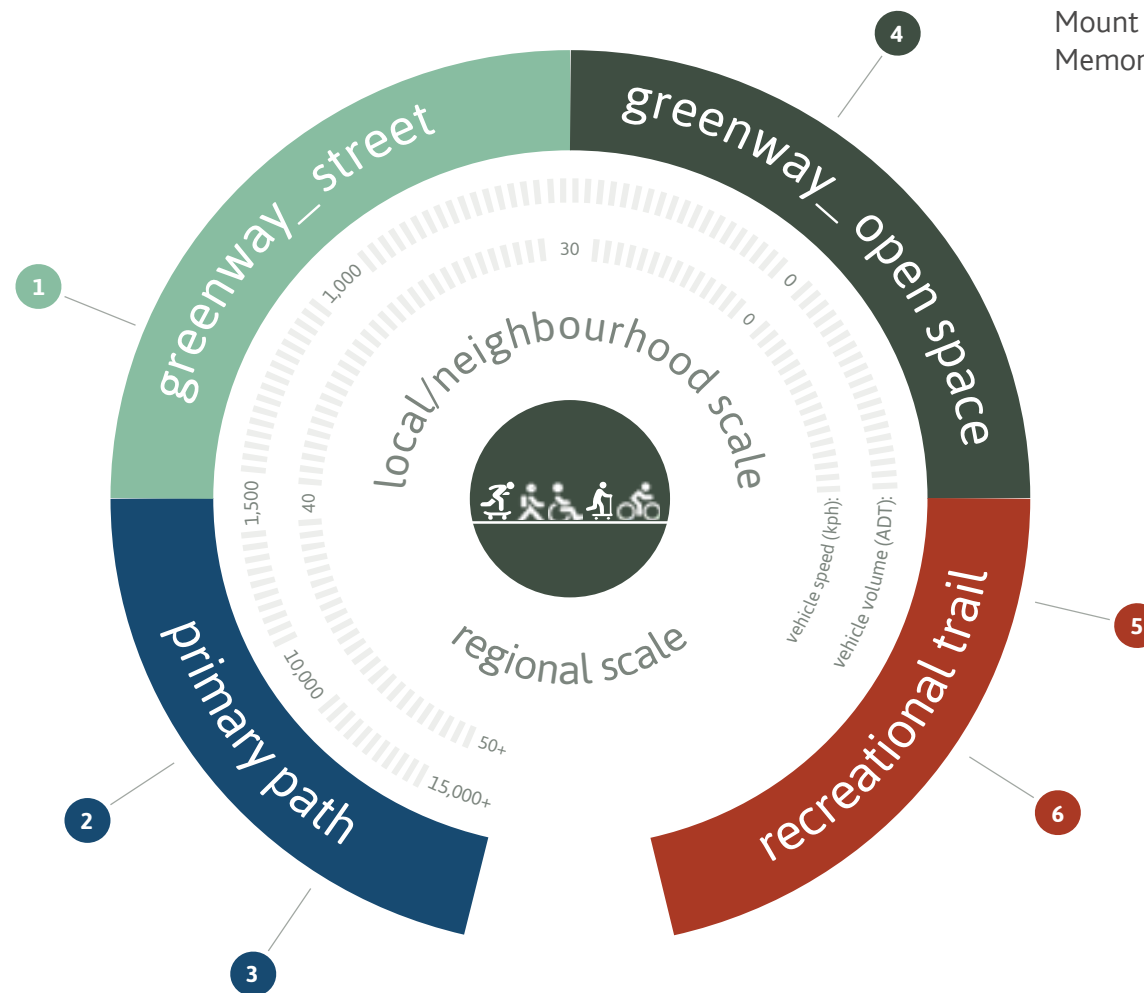 Mount
4
greenway_ street
greenway_ open space
1
1,000
0
30
0
local/neighbourhood scale
1,500
40
vehicle speed (kph):
vehicle volume (ADT):
regional scale
primary path
recreational trail
10,000
50+
15,000+
5
2
6
3